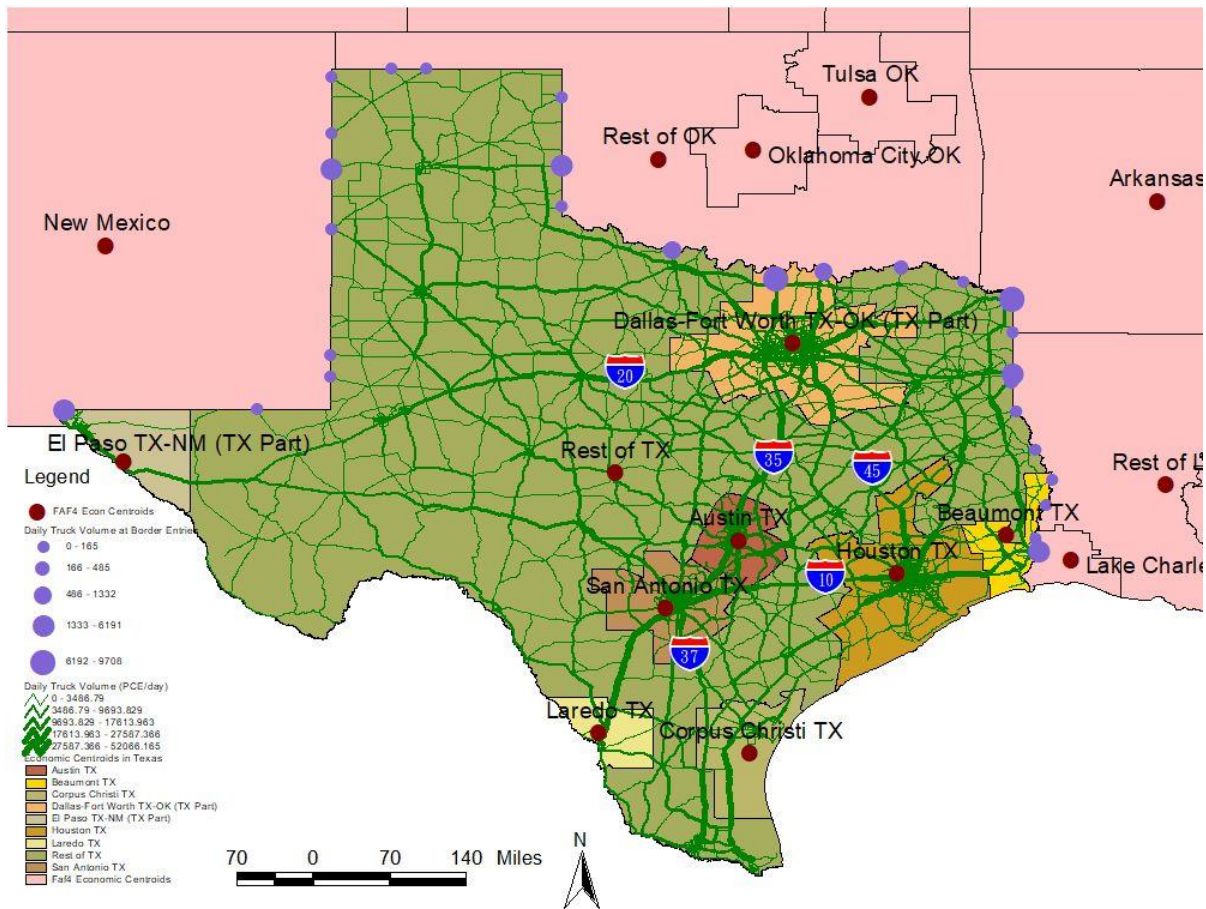 Tulsa OK
Rest of OK
Oklahoma City OK
Arkansas
New Mexico
Dallas-Fort Worth TX-OK (TX Part)
20
El Paso TX-NM (TX Part)
Rest of TX
35
45
Rest of L
Austin TX
Beaumont TX
Houston TX
10
Lake Charle
San Antonio TX
37
Laredo TX
Corpus Christi TX
Legend
FAF4 Econ Centroids
Daily Truck Volume at Border Entries
0 - 165
166 - 485
486 - 1332
1333 - 6191
6192 - 9708
Daily Truck Volume (PCE/day)
0 - 3486.79
3486.79 - 9693.829
9693.829 - 17613.963
17613.963 - 27587.366
27587.366 - 52066.165
Economic Centroids in Texas
Austin TX
Beaumont TX
Corpus Christi TX
Dallas-Fort Worth TX-OK (TX Part)
El Paso TX-NM (TX Part)
Houston TX
Laredo TX
Rest of TX
San Antonio TX
Faf4 Economic Centroids
70 0 70 140 Miles
N